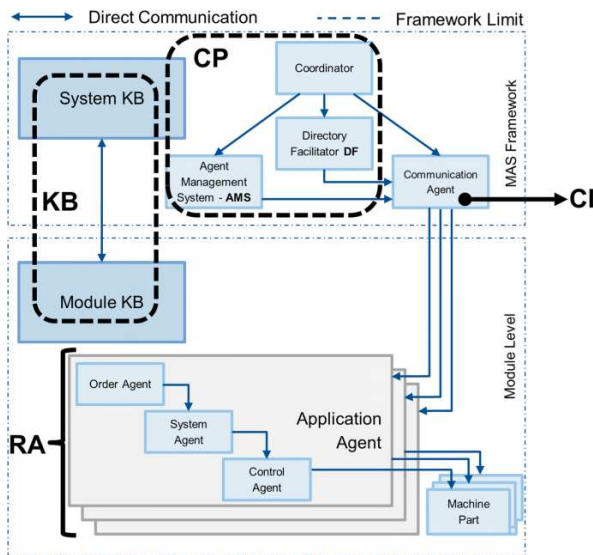 Direct Communication
Framework Limit
CP
Coordinator
System KB
Directory
Facilitator DF
Agent
Management
System - AMS
Communication
Agent
MAS Framework
KB
Module KB
Module Level
Order Agent
System
Agent
Application
Agent
Control
Agent
RA
Machine
Part